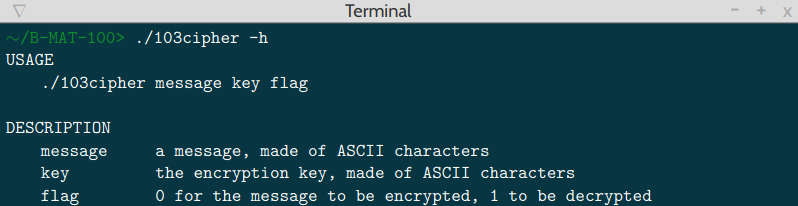 Terminal
~/B-MAT-100> ./103cipher -h
USAGE
./103cipher message key flag
DESCRIPTION
message a message, made of ASCII characters
key the encryption key, made of ASCII characters
flag 0 for the message to be encrypted, 1 to be decrypted